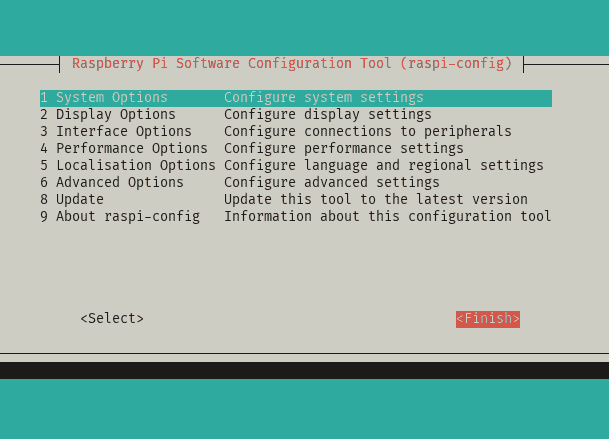 Raspberry Pi Software Configuration Tool (raspi-config)
1 System Options       Configure system settings
2 Display Options      Configure display settings
3 Interface Options    Configure connections to peripherals
4 Performance Options  Configure performance settings
5 Localisation Options Configure language and regional settings
6 Advanced Options     Configure advanced settings
8 Update               Update this tool to the latest version
9 About raspi-config   Information about this configuration tool
<Select> <Finish>